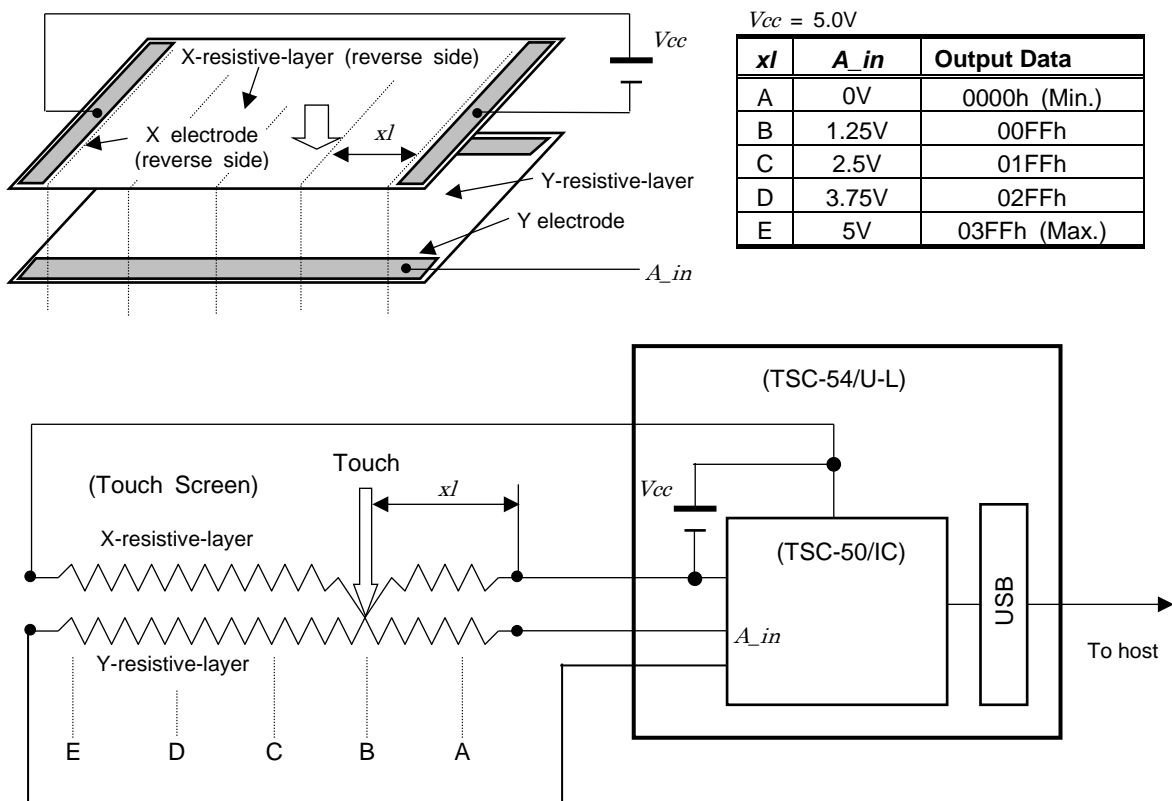 Vcc
X-resistive-layer (reverse side)
X electrode
(reverse side)
xl
Y-resistive-layer
Y electrode
A_in
Vcc = 5.0V
xl A_in Output Data
A 0V 0000h (Min.)
B 1.25V 00FFh
C 2.5V 01FFh
D 3.75V 02FFh
E 5V 03FFh (Max.)
(TSC-54/U-L)
Touch
(Touch Screen)
xl
Vcc
X-resistive-layer
(TSC-50/IC)
USB
A_in
To host
Y-resistive-layer
E D C B A